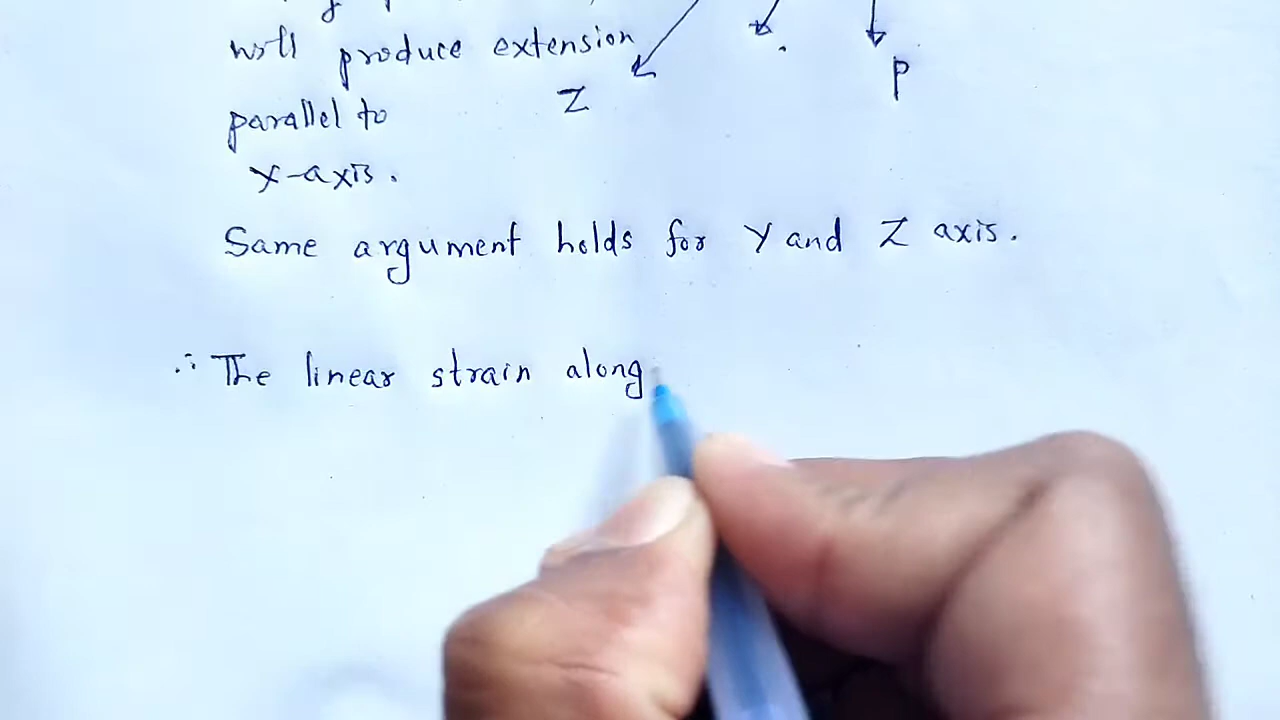 will produce extension
parallel to
x-axis.
Z
P
Same argument holds for Y and Z axis.
∴ The linear strain along